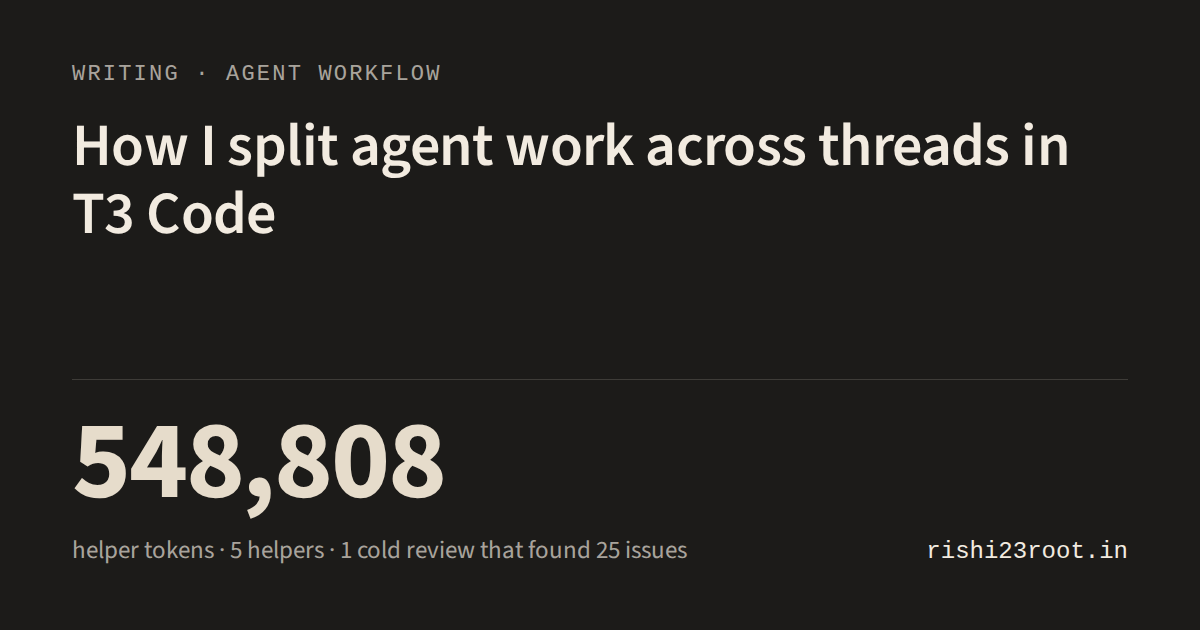 WRITING · AGENT WORKFLOW
How I split agent work across threads in
T3 Code
548,808
helper tokens · 5 helpers · 1 cold review that found 25 issues
rishi23root.in